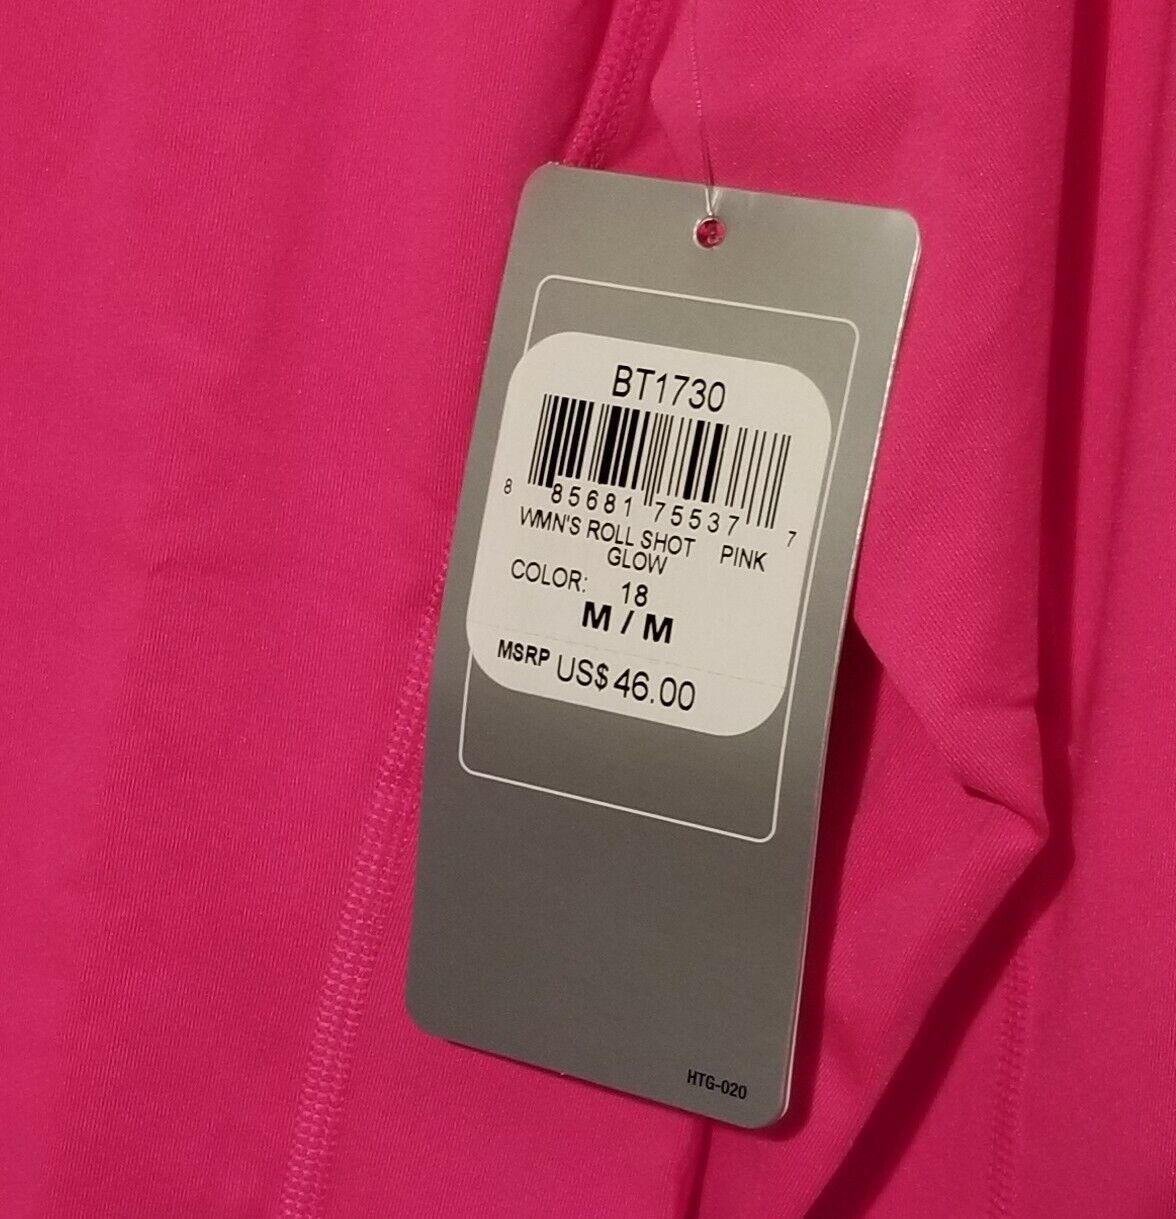 BT1730
8 85681 75537 7
WMN'S ROLL SHOT PINK
GLOW
COLOR: 18
M / M
MSRP US$ 46.00
HTG-020